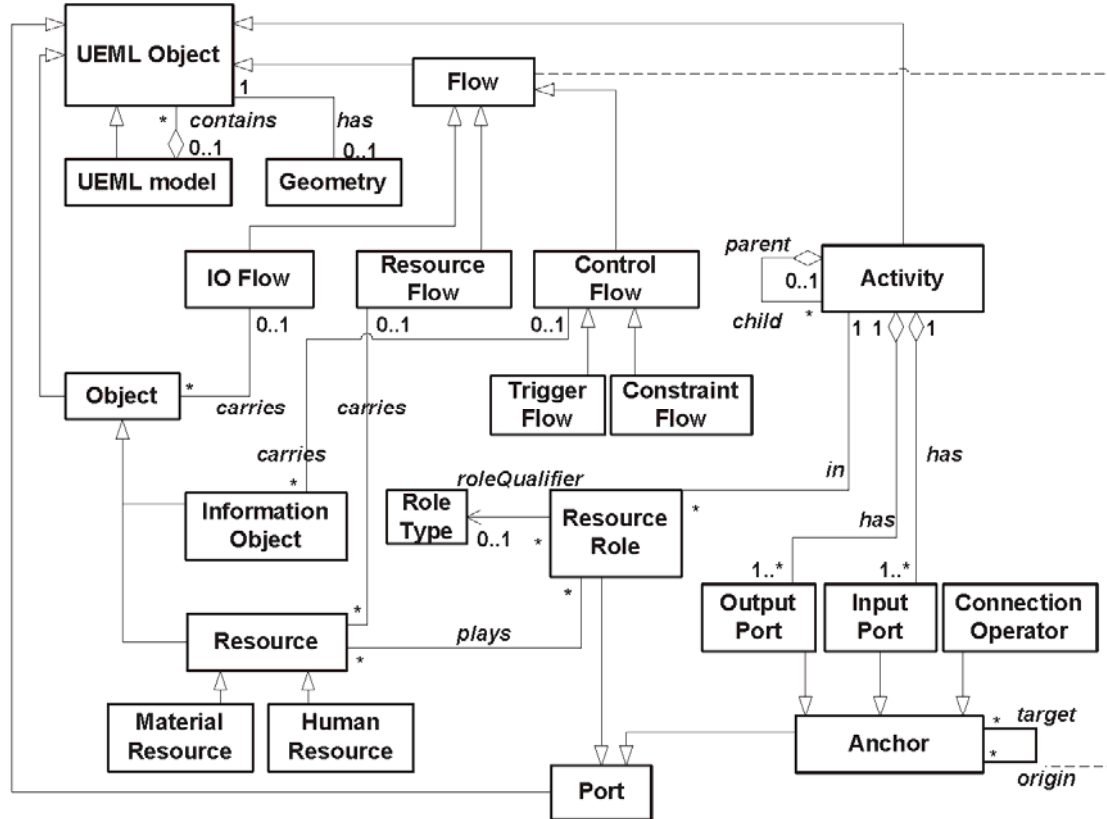 UEML Object
Flow
1
*
contains
has
0..1
0..1
UEML model
Geometry
IO Flow
Resource
Flow
Control
Flow
parent
0..1
Activity
child
*
1
1
1
0..1
0..1
0..1
Object
*
carries
carries
Trigger
Flow
Constraint
Flow
carries
*
has
in
roleQualifier
Information
Object
Role
Type
0..1
*
Resource
Role
*
has
*
1..*
1..*
Output
Port
Input
Port
Connection
Operator
*
Resource
*
plays
Material
Resource
Human
Resource
Anchor
*
target
*
origin
Port